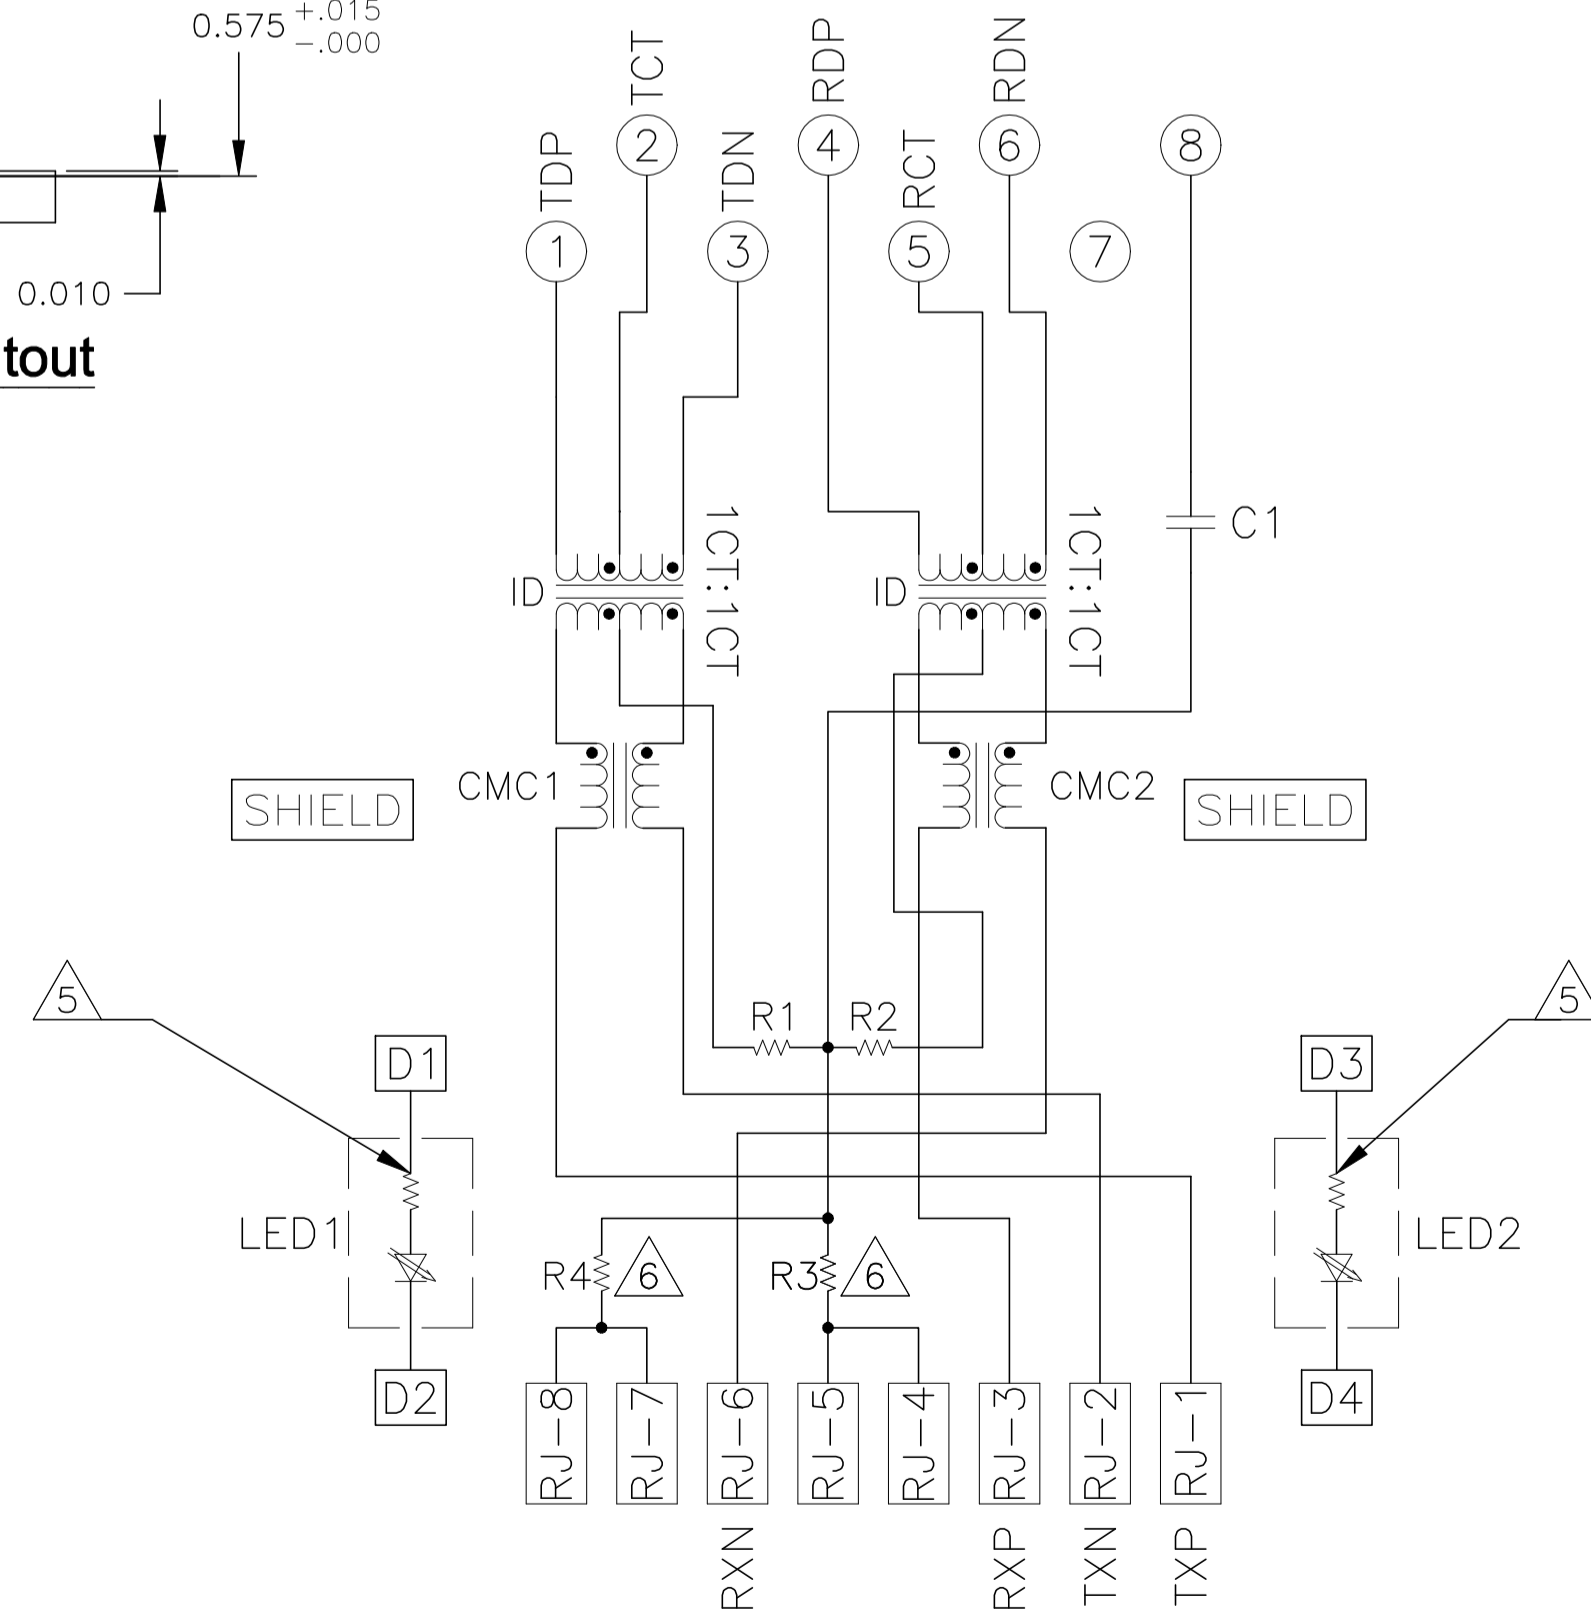 0.575 +.015
-.000
0.010
tout
TDP
TCT
TDN
RDP
RCT
RDN
1
2
3
4
5
6
7
8
ID
1CT:1CT
ID
1CT:1CT
C1
SHIELD
CMC1
CMC2
SHIELD
5
R1
R2
5
D1
D3
LED1
LED2
R4
6
R3
6
D2
D4
RJ-8
RJ-7
RJ-6
RJ-5
RJ-4
RJ-3
RJ-2
RJ-1
RXN
RXP
TXN
TXP